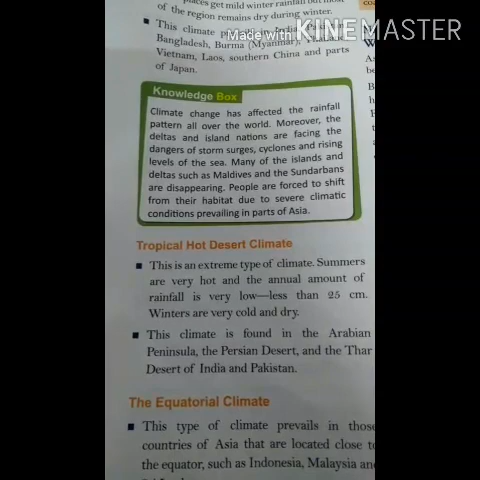 places get mild winter rainfall but most
of the region remains dry during winter.
Made with KINEMASTER
This climate India, Pakistan
Bangladesh, Burma (Myanmar), Thailand
Vietnam, Laos, southern China and parts
of Japan.
Knowledge Box
Climate change has affected the rainfall
pattern all over the world. Moreover, the
deltas and island nations are facing the
dangers of storm surges, cyclones and rising
levels of the sea. Many of the islands and
deltas such as Maldives and the Sundarbans
are disappearing. People are forced to shift
from their habitat due to severe climatic
conditions prevailing in parts of Asia.
Tropical Hot Desert Climate
This is an extreme type of climate. Summers
are very hot and the annual amount of
rainfall is very low—less than 25 cm.
Winters are very cold and dry.
This climate is found in the Arabian
Peninsula, the Persian Desert, and the Thar
Desert of India and Pakistan.
The Equatorial Climate
This type of climate prevails in those
countries of Asia that are located close to
the equator, such as Indonesia, Malaysia and